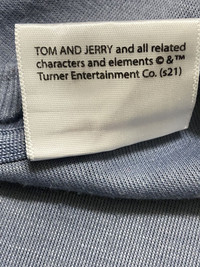 TOM AND JERRY and all related
characters and elements © & ™
Turner Entertainment Co. (s21)